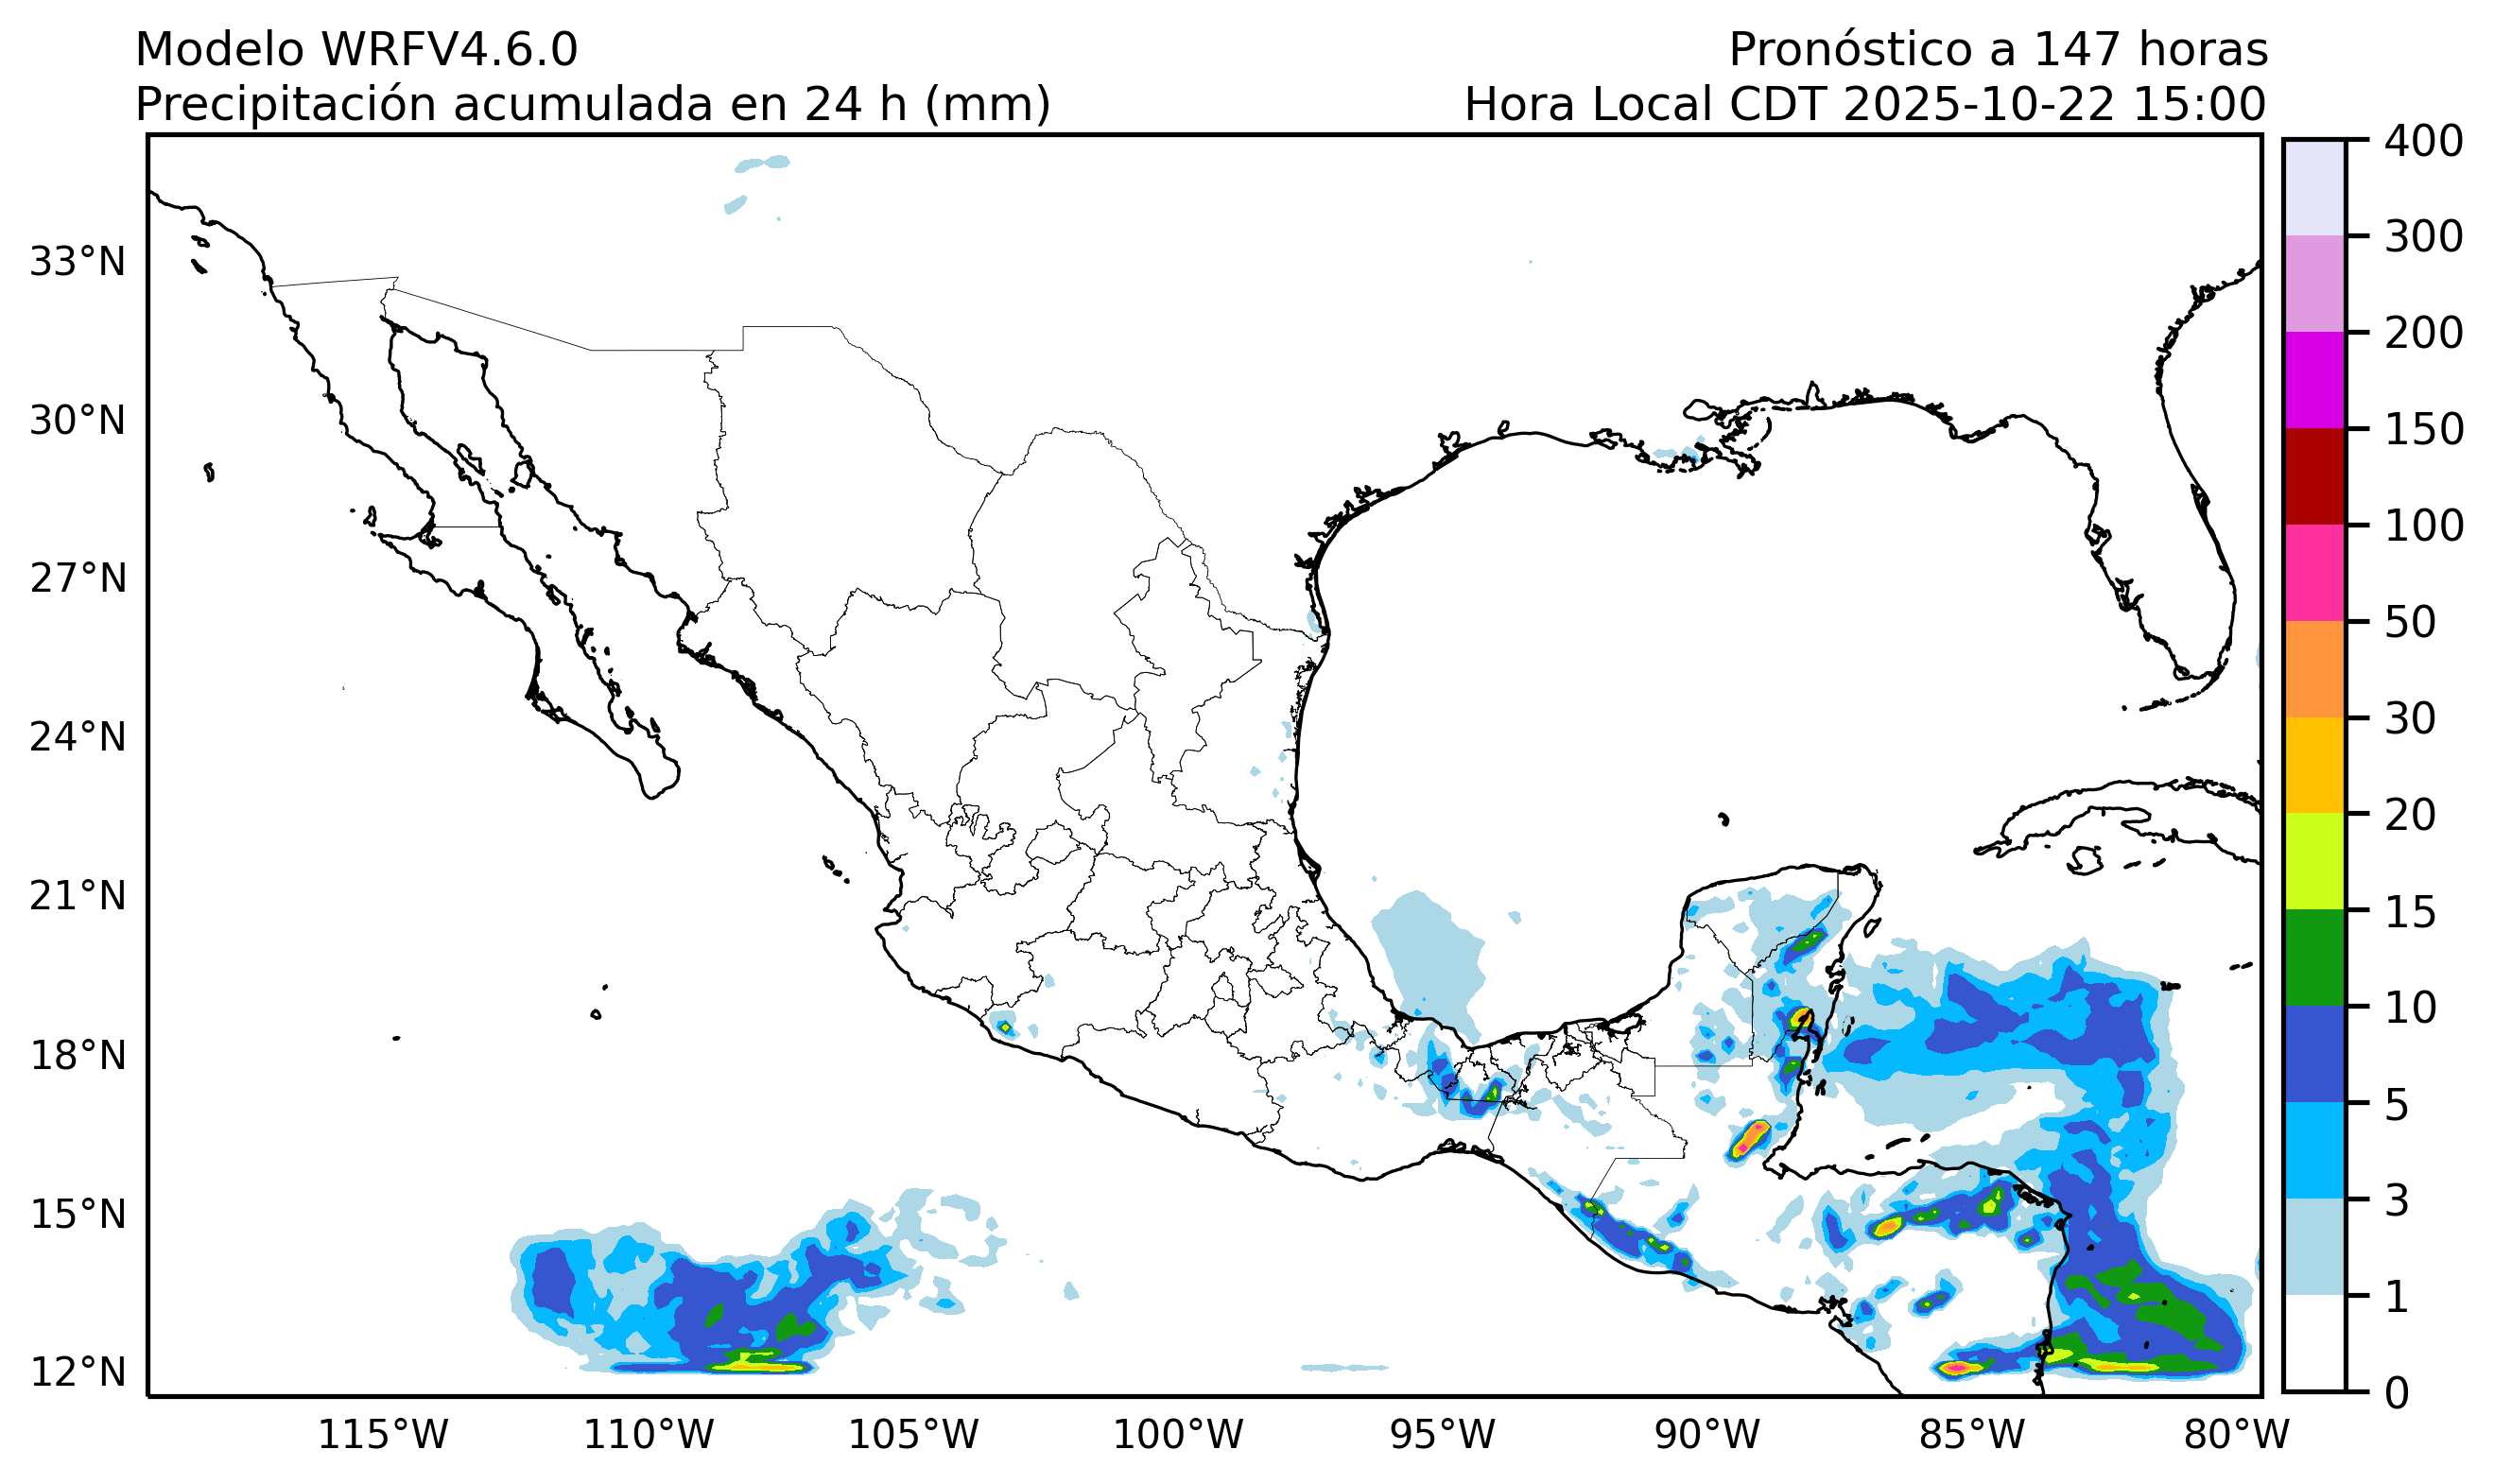 Modelo WRFV4.6.0
Pronóstico a 147 horas
Precipitación acumulada en 24 h (mm)
Hora Local CDT 2025-10-22 15:00
33°N
30°N
27°N
24°N
21°N
18°N
15°N
12°N
115°W
110°W
105°W
100°W
95°W
90°W
85°W
80°W
400
300
200
150
100
50
30
20
15
10
5
3
1
0